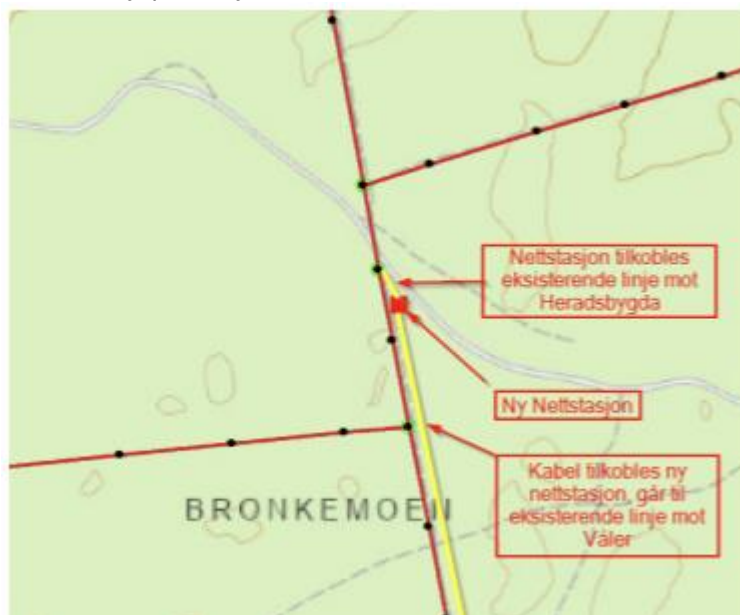 Nettstasjon tilkobles
eksisterende linje mot
Heradsbygda
Ny Nettstasjon
Kabel tilkobles ny
nettstasjon, går til
eksisterende linje mot
Våler
BRONKEMOEN